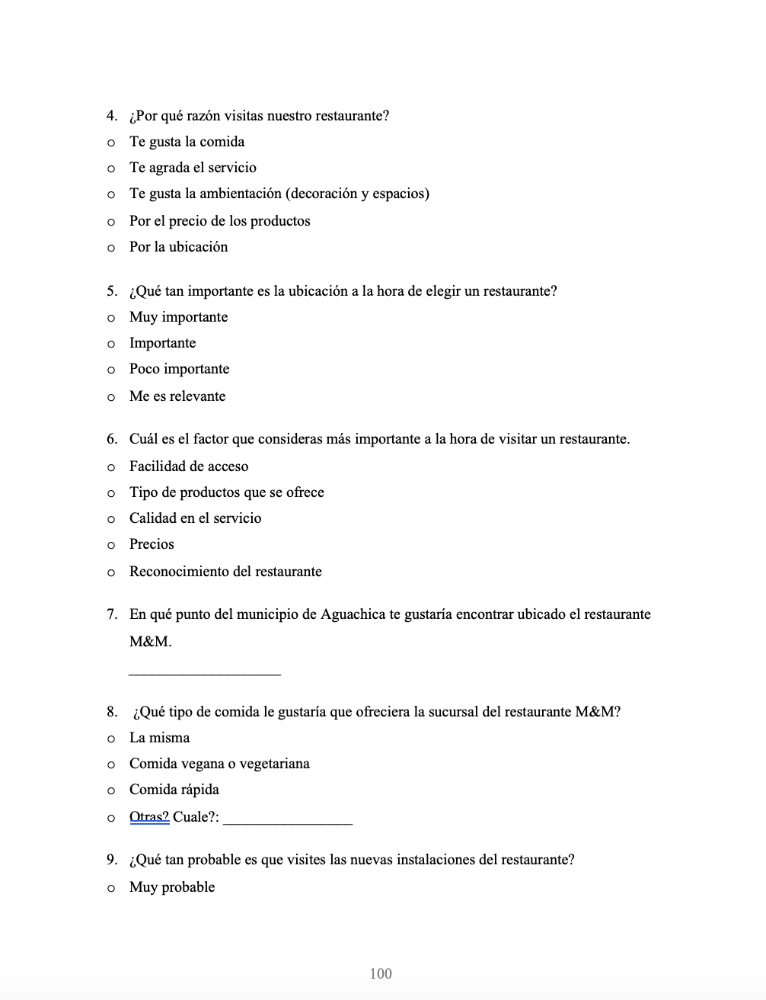 4. ¿Por qué razón visitas nuestro restaurante?
o Te gusta la comida
o Te agrada el servicio
o Te gusta la ambientación (decoración y espacios)
o Por el precio de los productos
o Por la ubicación
5. ¿Qué tan importante es la ubicación a la hora de elegir un restaurante?
o Muy importante
o Importante
o Poco importante
o Me es relevante
6. Cuál es el factor que consideras más importante a la hora de visitar un restaurante.
o Facilidad de acceso
o Tipo de productos que se ofrece
o Calidad en el servicio
o Precios
o Reconocimiento del restaurante
7. En qué punto del municipio de Aguachica te gustaría encontrar ubicado el restaurante
M&M.
____________________
8. ¿Qué tipo de comida le gustaría que ofreciera la sucursal del restaurante M&M?
o La misma
o Comida vegana o vegetariana
o Comida rápida
o Otras? Cuale?: _________________
9. ¿Qué tan probable es que visites las nuevas instalaciones del restaurante?
o Muy probable
100